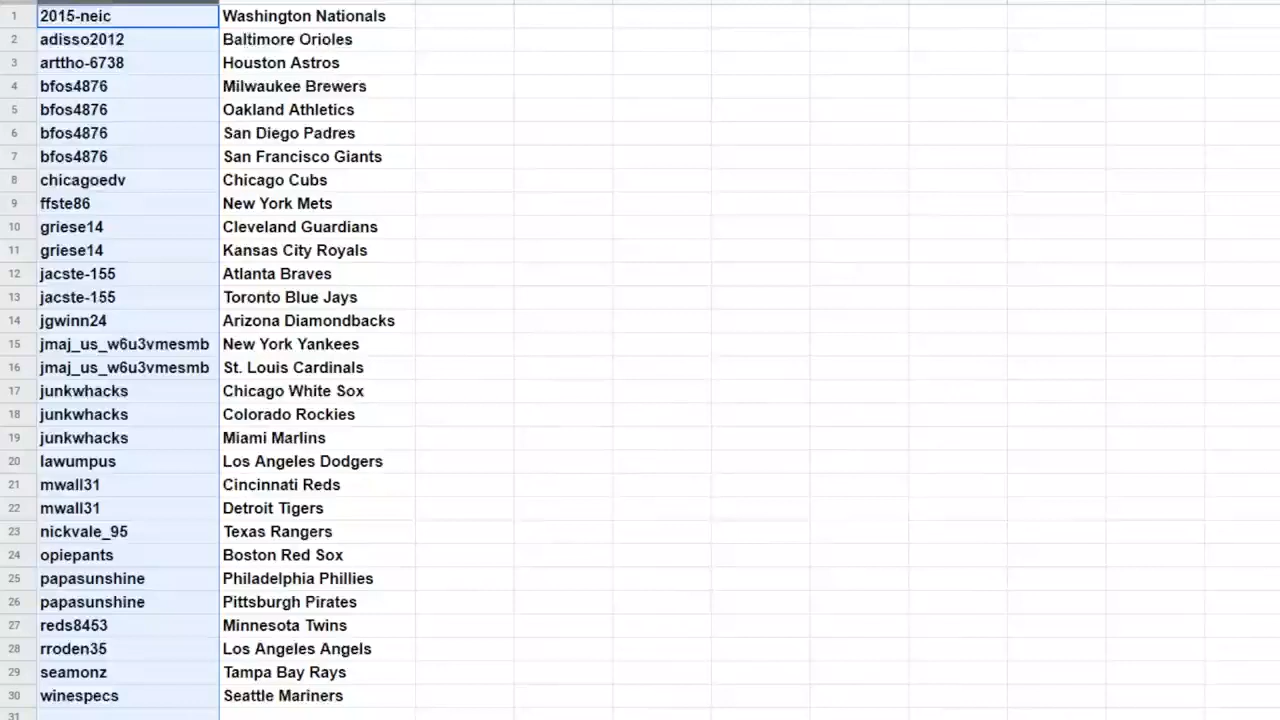 1 2015-neic Washington Nationals
2 adisso2012 Baltimore Orioles
3 arttho-6738 Houston Astros
4 bfos4876 Milwaukee Brewers
5 bfos4876 Oakland Athletics
6 bfos4876 San Diego Padres
7 bfos4876 San Francisco Giants
8 chicagoedv Chicago Cubs
9 ffste86 New York Mets
10 griese14 Cleveland Guardians
11 griese14 Kansas City Royals
12 jacste-155 Atlanta Braves
13 jacste-155 Toronto Blue Jays
14 jgwinn24 Arizona Diamondbacks
15 jmaj_us_w6u3vmesmb New York Yankees
16 jmaj_us_w6u3vmesmb St. Louis Cardinals
17 junkwhacks Chicago White Sox
18 junkwhacks Colorado Rockies
19 junkwhacks Miami Marlins
20 lawumpus Los Angeles Dodgers
21 mwall31 Cincinnati Reds
22 mwall31 Detroit Tigers
23 nickvale_95 Texas Rangers
24 opiepants Boston Red Sox
25 papasunshine Philadelphia Phillies
26 papasunshine Pittsburgh Pirates
27 reds8453 Minnesota Twins
28 rroden35 Los Angeles Angels
29 seamonz Tampa Bay Rays
30 winespecs Seattle Mariners
31